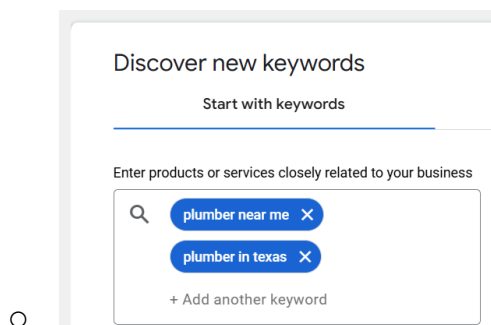 Discover new keywords
Start with keywords
Enter products or services closely related to your business
plumber near me
plumber in texas
+ Add another keyword